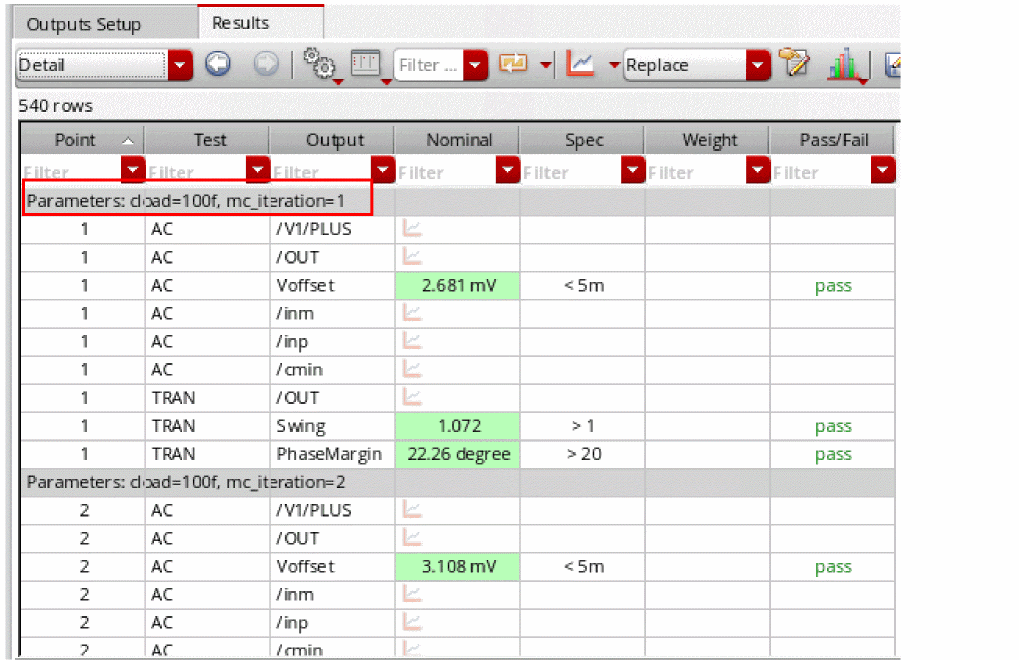 Outputs Setup Results
Detail Filter ... Replace
540 rows
Point Test Output Nominal Spec Weight Pass/Fail
Filter Filter Filter Filter Filter Filter Filter
Parameters: cload=100f, mc_iteration=1
1 AC /V1/PLUS
1 AC /OUT
1 AC Voffset 2.681 mV < 5m pass
1 AC /inm
1 AC /inp
1 AC /cmin
1 TRAN /OUT
1 TRAN Swing 1.072 > 1 pass
1 TRAN PhaseMargin 22.26 degree > 20 pass
Parameters: cload=100f, mc_iteration=2
2 AC /V1/PLUS
2 AC /OUT
2 AC Voffset 3.108 mV < 5m pass
2 AC /inm
2 AC /inp
2 AC /cmin